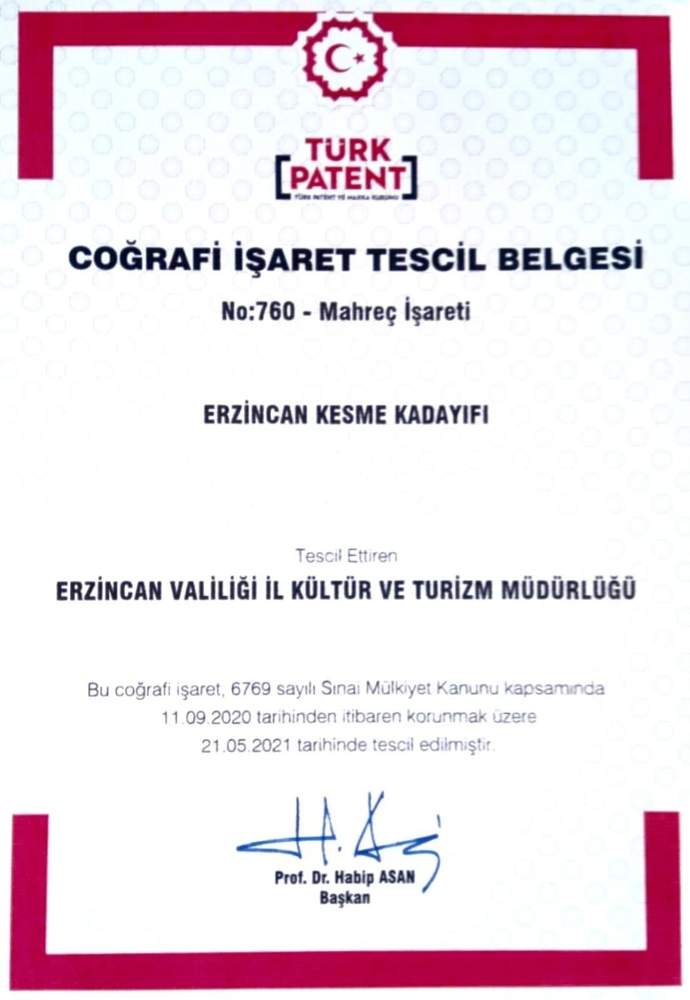 TÜRK
PATENT
TÜRK PATENT VE MARKA KURUMU
COĞRAFİ İŞARET TESCİL BELGESİ
No:760 - Mahreç İşareti
ERZİNCAN KESME KADAYIFI
Tescil Ettiren
ERZİNCAN VALİLİĞİ İL KÜLTÜR VE TURİZM MÜDÜRLÜĞÜ
Bu coğrafi işaret, 6769 sayılı Sınai Mülkiyet Kanunu kapsamında
11.09.2020 tarihinden itibaren korunmak üzere
21.05.2021 tarihinde tescil edilmiştir.
Prof. Dr. Habip ASAN
Başkan